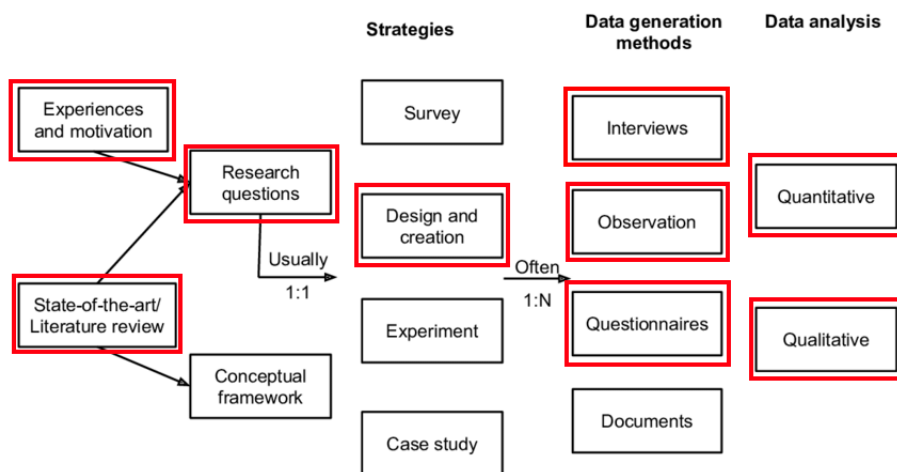 Strategies
Data generation
methods
Data analysis
Experiences
and motivation
Research
questions
State-of-the-art/
Literature review
Conceptual
framework
Usually
1:1
Survey
Design and
creation
Experiment
Case study
Often
1:N
Interviews
Observation
Questionnaires
Documents
Quantitative
Qualitative